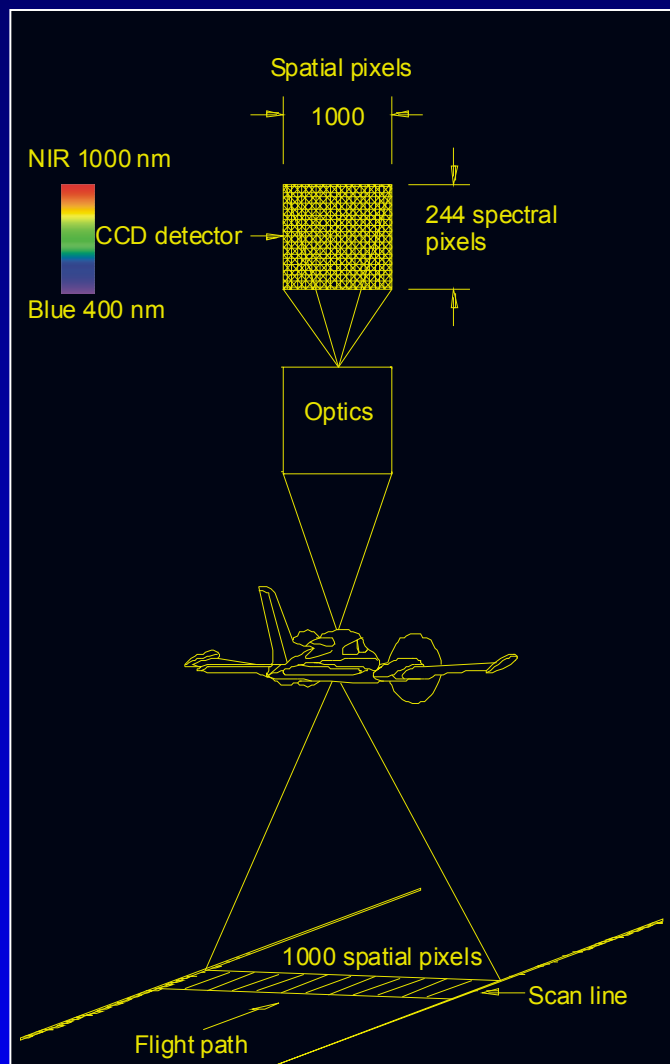 Spatial pixels
1000
NIR 1000 nm
CCD detector
244 spectral
pixels
Blue 400 nm
Optics
1000 spatial pixels
Scan line
Flight path